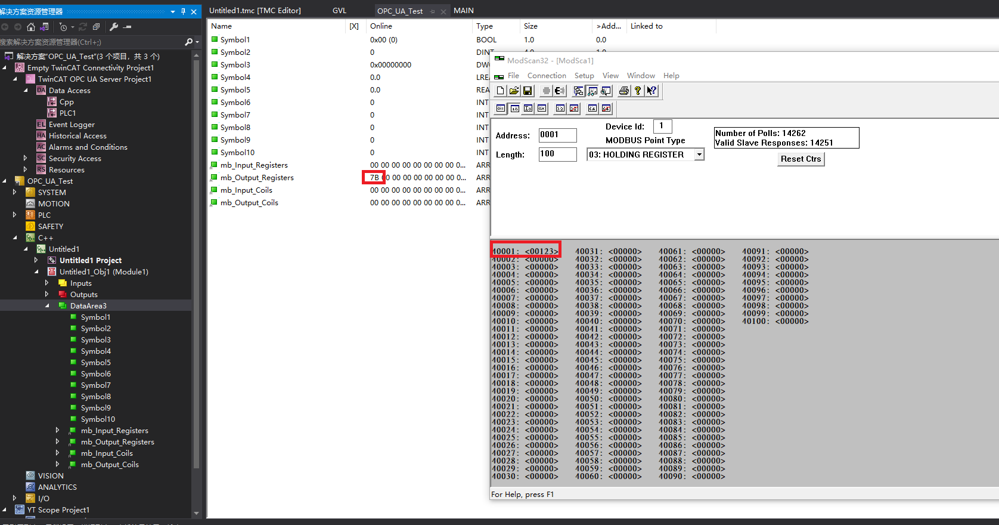 解决方案资源管理器
搜索解决方案资源管理器(Ctrl+;)
解决方案"OPC_UA_Test"(3 个项目，共 3 个)
Empty TwinCAT Connectivity Project1
TwinCAT OPC UA Server Project1
DA Data Access
Cpp
PLC1
EL Event Logger
HA Historical Access
AC Alarms and Conditions
SC Security Access
RS Resources
OPC_UA_Test
SYSTEM
MOTION
PLC
SAFETY
C++
Untitled1
Untitled1 Project
Untitled1_Obj1 (Module1)
Inputs
Outputs
DataArea3
Symbol1
Symbol2
Symbol3
Symbol4
Symbol5
Symbol6
Symbol7
Symbol8
Symbol9
Symbol10
mb_Input_Registers
mb_Output_Registers
mb_Input_Coils
mb_Output_Coils
VISION
ANALYTICS
I/O
YT Scope Project1
Untitled1.tmc [TMC Editor] GVL OPC_UA_Test MAIN
Name [X] Online Type Size >Add... Linked to
Symbol1 0x00 (0) BOOL 1.0 0.0
Symbol2 0 DINT 4.0 1.0
Symbol3 0x00000000 DWO
Symbol4 0.0 LREA
Symbol5 0.0 REA
Symbol6 0 INT
Symbol7 0 INT
Symbol8 0 INT
Symbol9 0 INT
Symbol10 0 INT
mb_Input_Registers 00 00 00 00 00 00 00 0... ARR
mb_Output_Registers 7B 00 00 00 00 00 00 0... ARR
mb_Input_Coils 00 00 00 00 00 00 00 0... ARR
mb_Output_Coils 00 00 00 00 00 00 00 0... ARR
ModScan32 - [ModSca1]
File Connection Setup View Window Help
Address: 0001
Length: 100
Device Id: 1
MODBUS Point Type
03: HOLDING REGISTER
Number of Polls: 14262
Valid Slave Responses: 14251
Reset Ctrs
40001: <00123> 40031: <00000> 40061: <00000> 40091: <00000>
40002: <00000> 40032: <00000> 40062: <00000> 40092: <00000>
40003: <00000> 40033: <00000> 40063: <00000> 40093: <00000>
40004: <00000> 40034: <00000> 40064: <00000> 40094: <00000>
40005: <00000> 40035: <00000> 40065: <00000> 40095: <00000>
40006: <00000> 40036: <00000> 40066: <00000> 40096: <00000>
40007: <00000> 40037: <00000> 40067: <00000> 40097: <00000>
40008: <00000> 40038: <00000> 40068: <00000> 40098: <00000>
40009: <00000> 40039: <00000> 40069: <00000> 40099: <00000>
40010: <00000> 40040: <00000> 40070: <00000> 40100: <00000>
40011: <00000> 40041: <00000> 40071: <00000>
40012: <00000> 40042: <00000> 40072: <00000>
40013: <00000> 40043: <00000> 40073: <00000>
40014: <00000> 40044: <00000> 40074: <00000>
40015: <00000> 40045: <00000> 40075: <00000>
40016: <00000> 40046: <00000> 40076: <00000>
40017: <00000> 40047: <00000> 40077: <00000>
40018: <00000> 40048: <00000> 40078: <00000>
40019: <00000> 40049: <00000> 40079: <00000>
40020: <00000> 40050: <00000> 40080: <00000>
40021: <00000> 40051: <00000> 40081: <00000>
40022: <00000> 40052: <00000> 40082: <00000>
40023: <00000> 40053: <00000> 40083: <00000>
40024: <00000> 40054: <00000> 40084: <00000>
40025: <00000> 40055: <00000> 40085: <00000>
40026: <00000> 40056: <00000> 40086: <00000>
40027: <00000> 40057: <00000> 40087: <00000>
40028: <00000> 40058: <00000> 40088: <00000>
40029: <00000> 40059: <00000> 40089: <00000>
40030: <00000> 40060: <00000> 40090: <00000>
For Help, press F1